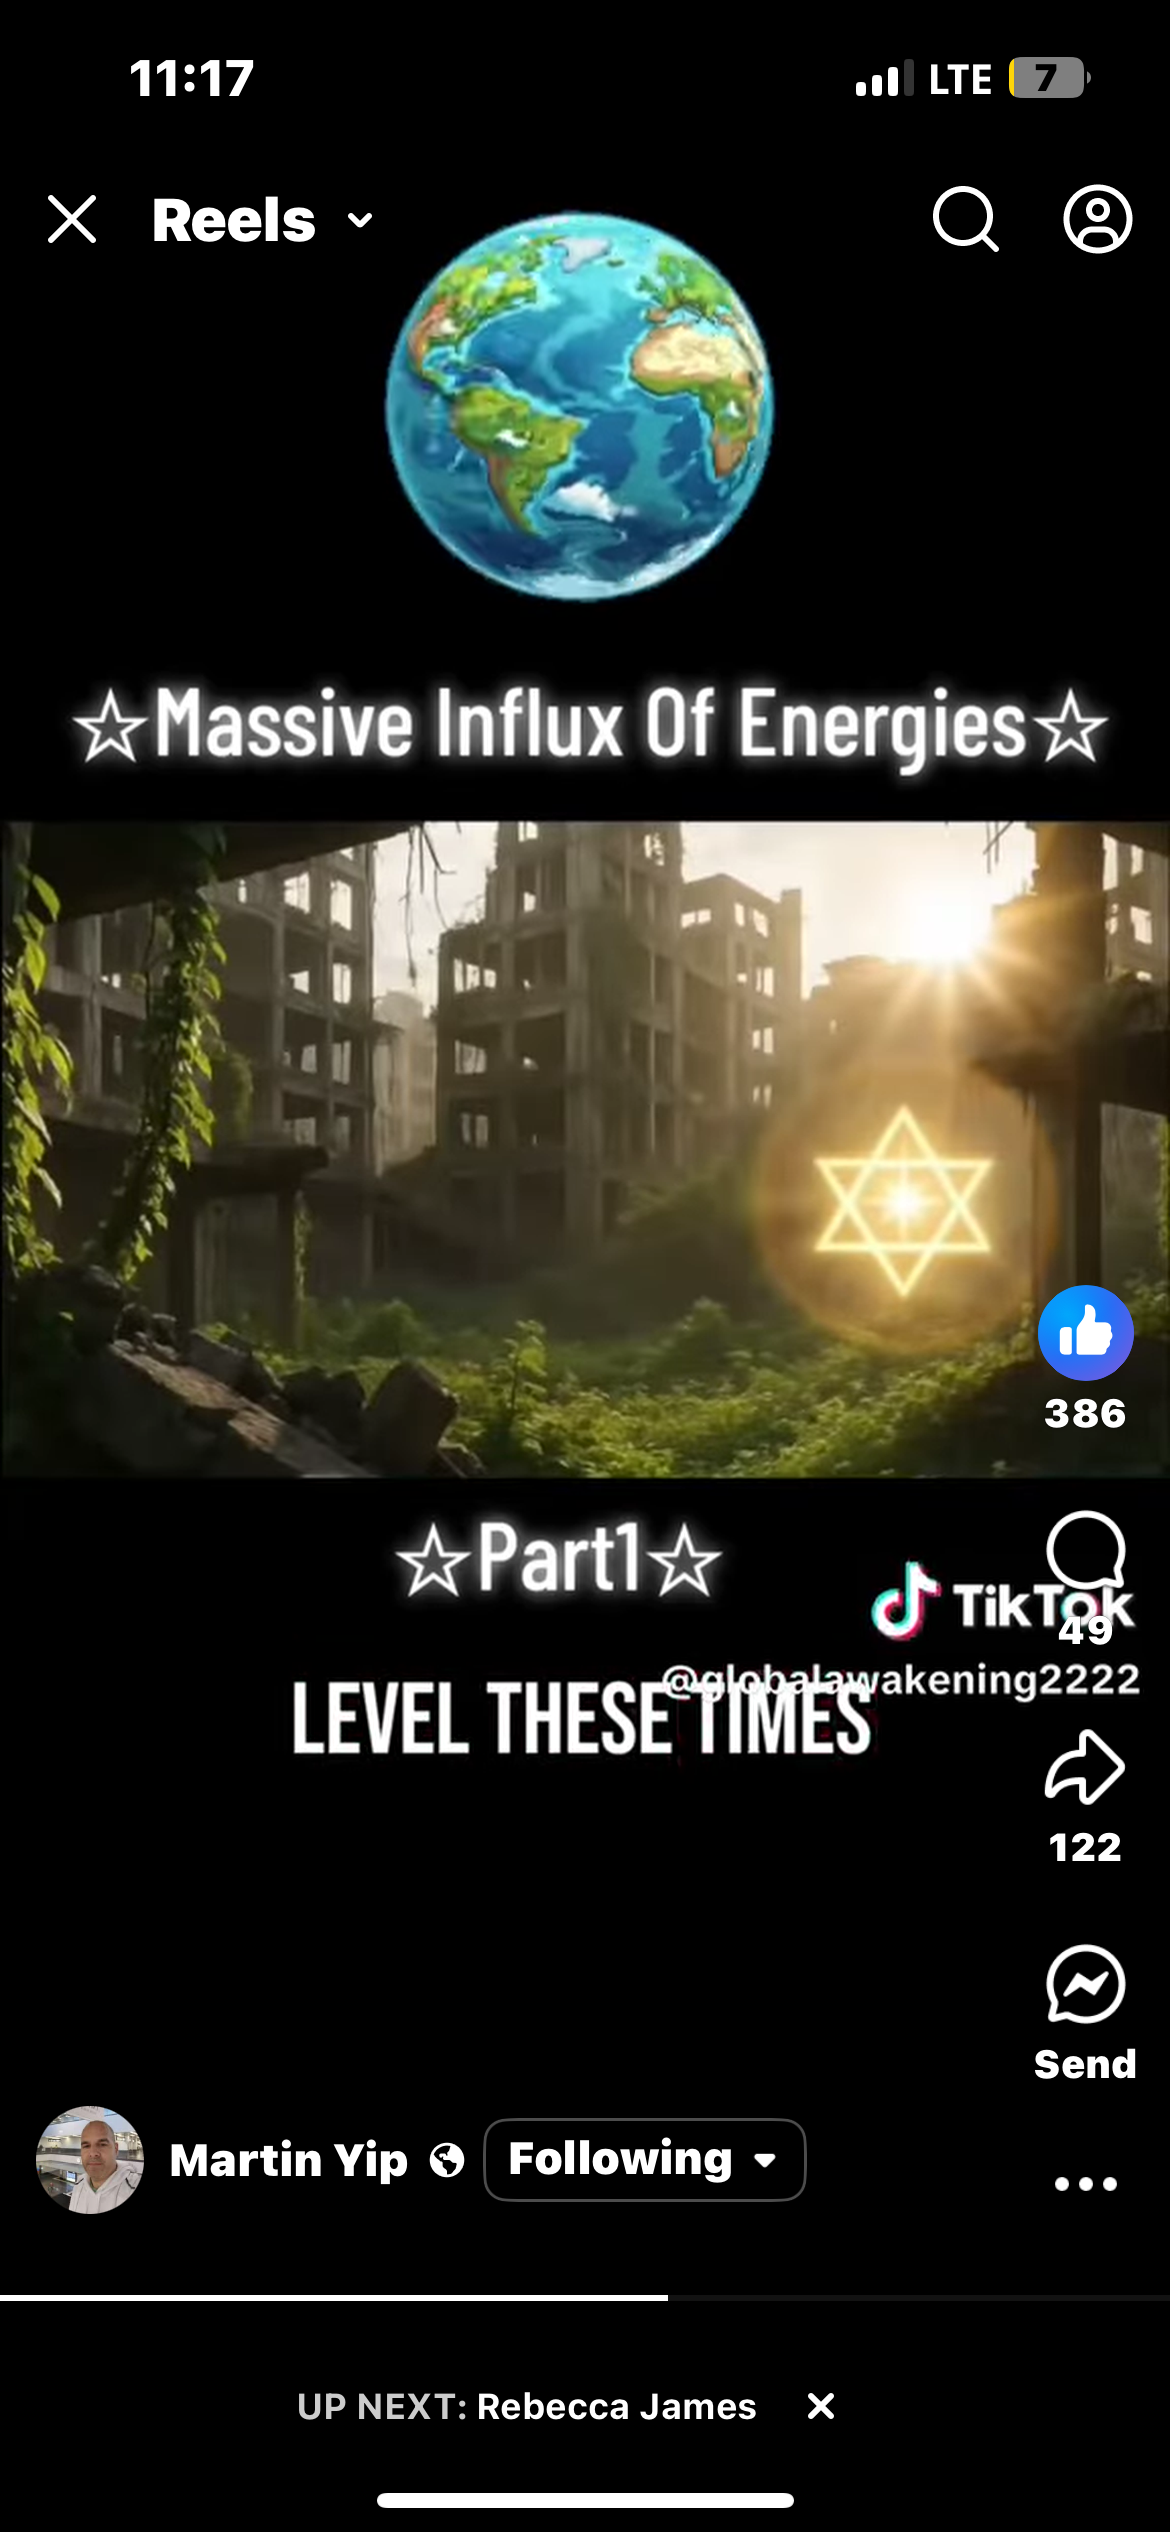 11:17
LTE 7
Reels
☆Massive Influx Of Energies☆
386
☆Part1☆
TikTok
49
@globalawakening2222
LEVEL THESE TIMES
122
Send
Martin Yip
Following
UP NEXT: Rebecca James